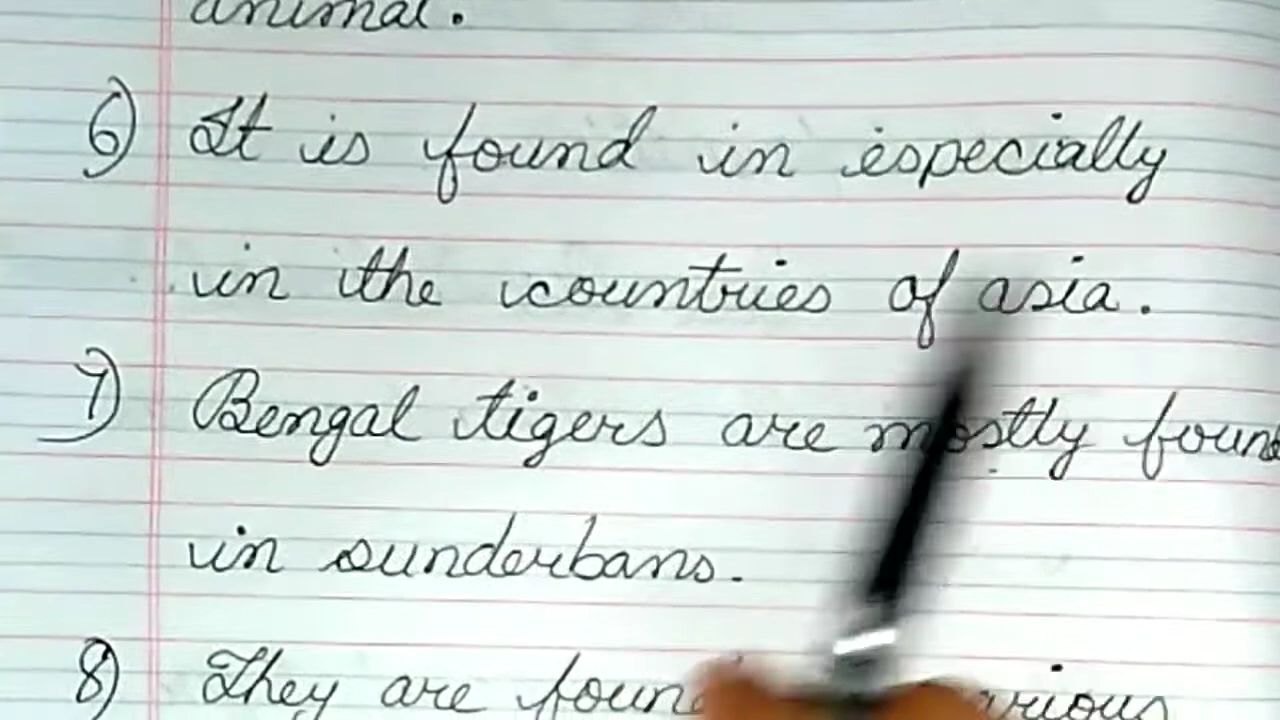 animal.
6) It is found in especially
in the countries of asia.
7) Bengal tigers are mostly found
in sunderbans.
8) They are found